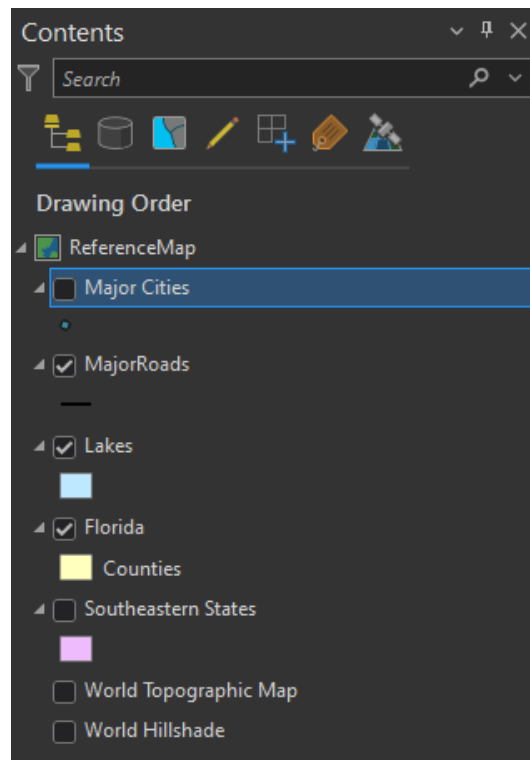 Contents
Search
Drawing Order
ReferenceMap
Major Cities
MajorRoads
Lakes
Florida
Counties
Southeastern States
World Topographic Map
World Hillshade